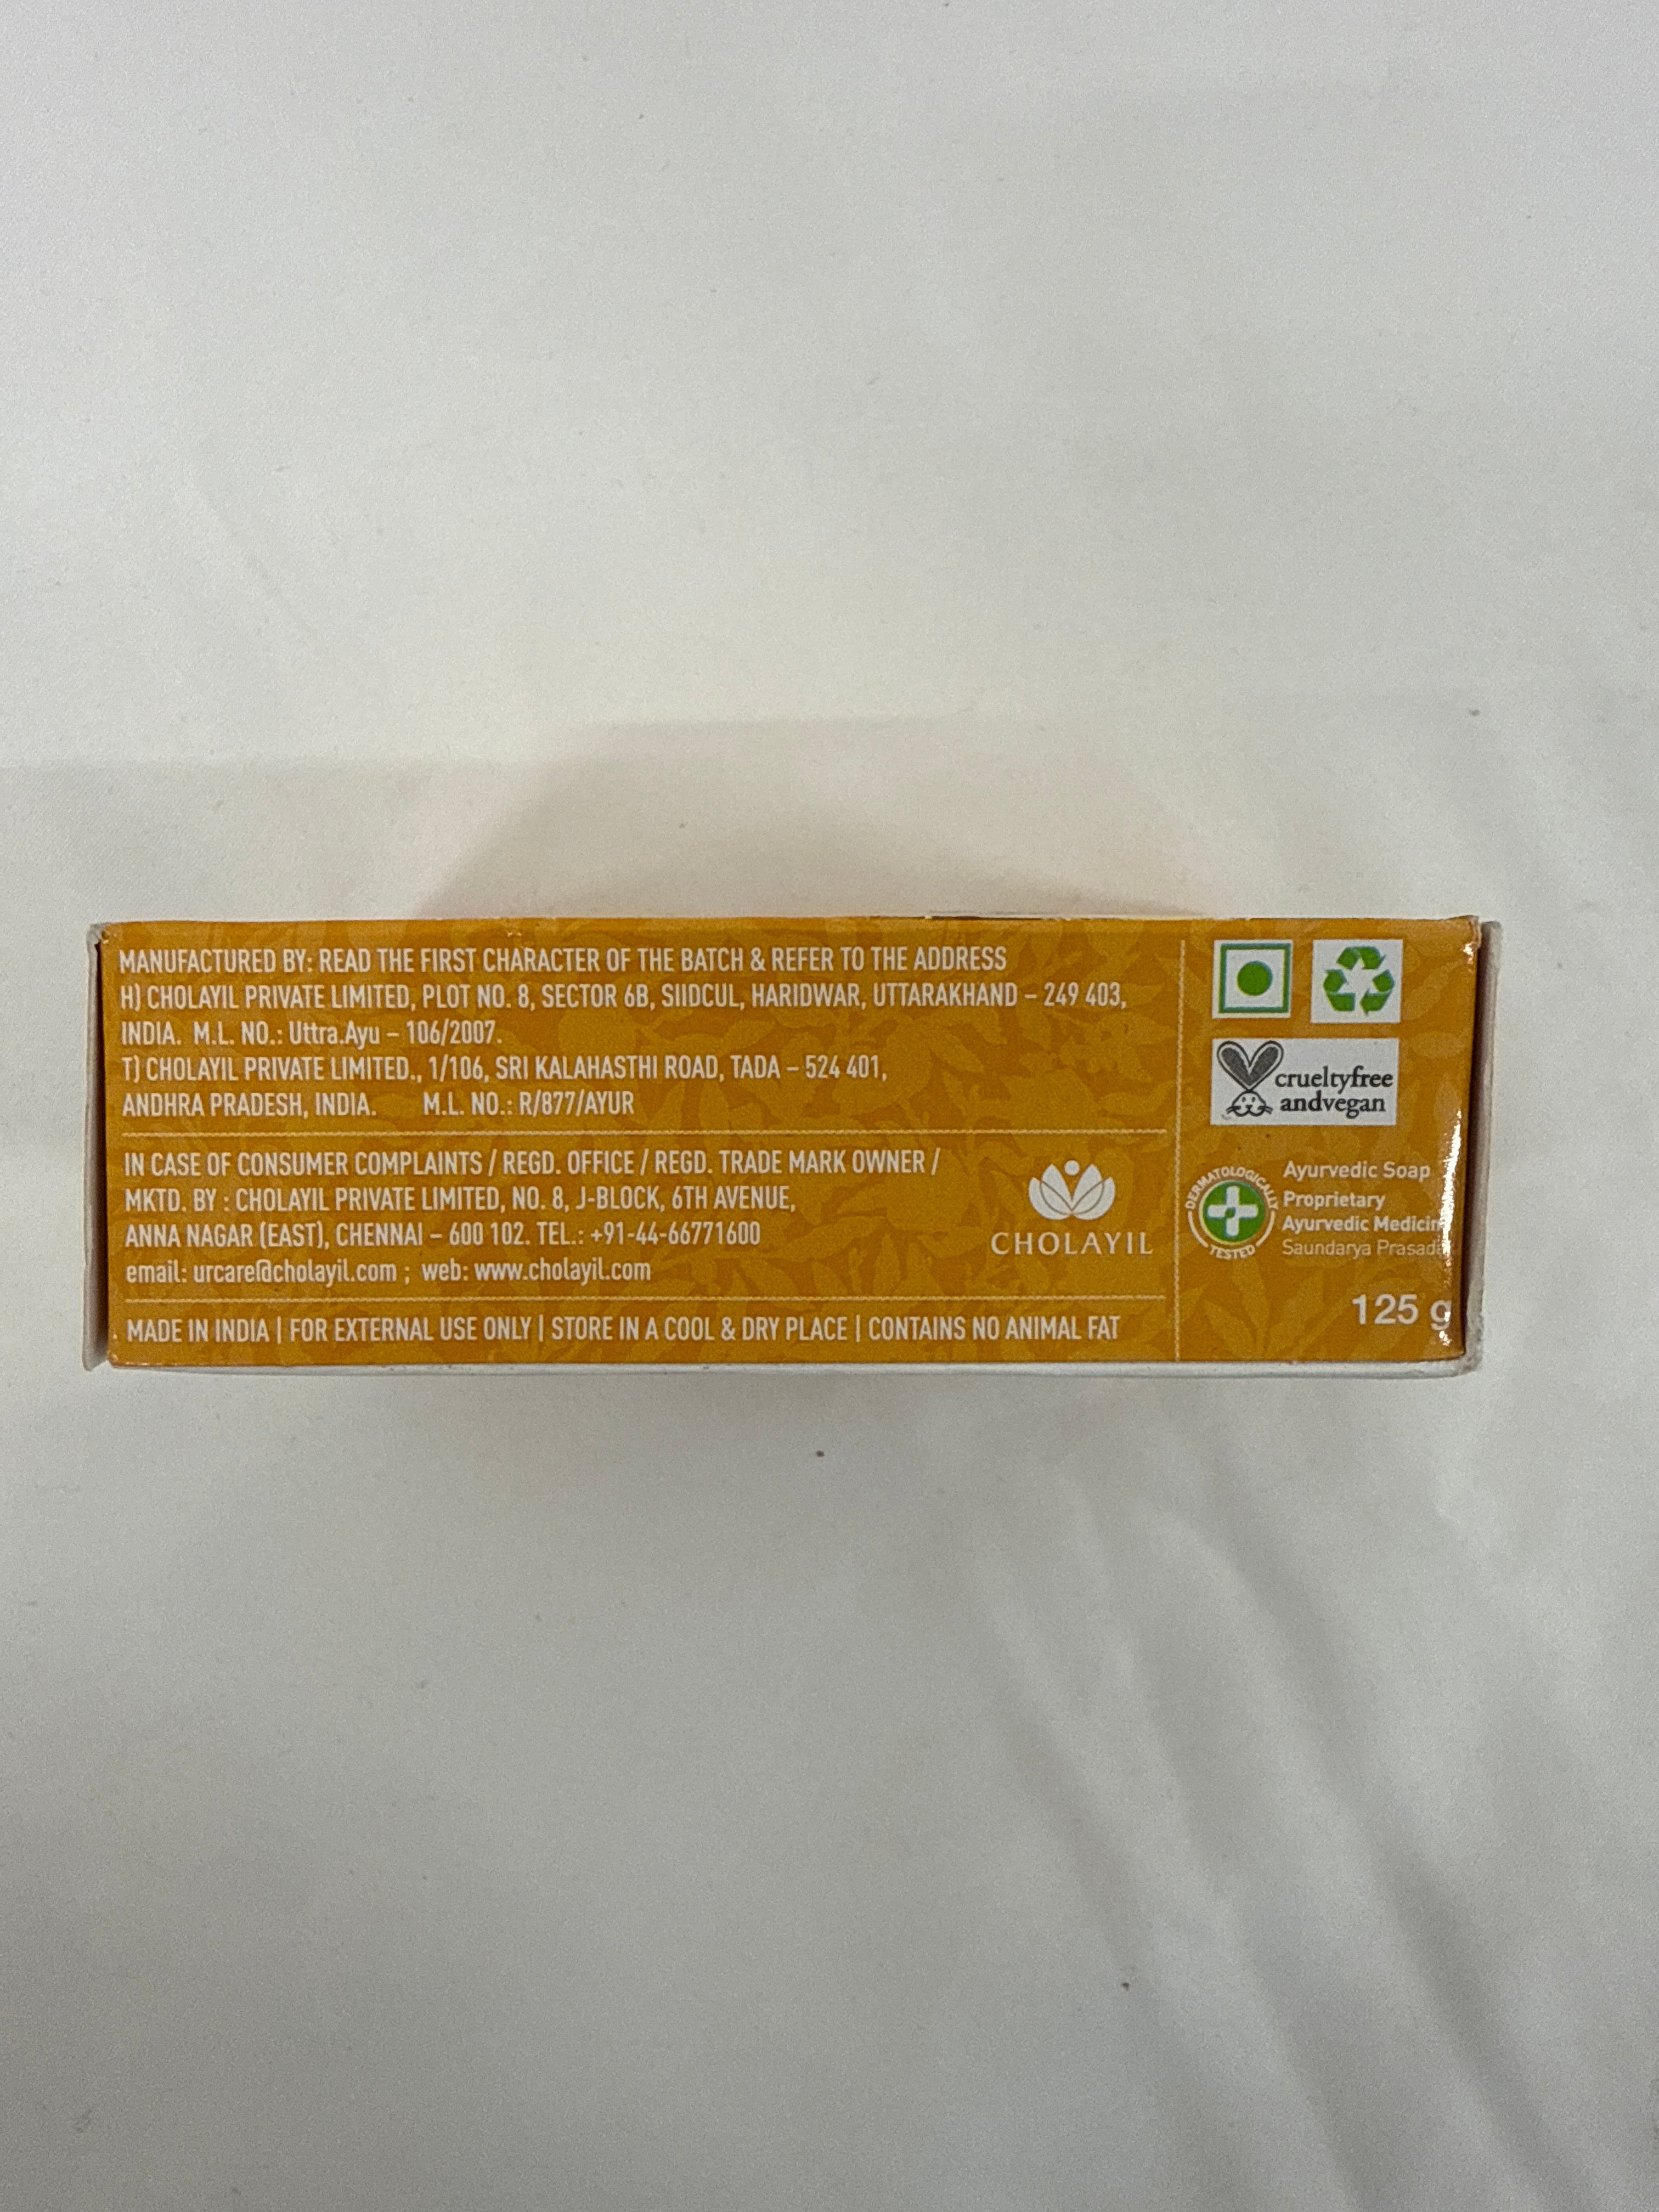 MANUFACTURED BY: READ THE FIRST CHARACTER OF THE BATCH & REFER TO THE ADDRESS
H) CHOLAYIL PRIVATE LIMITED, PLOT NO. 8, SECTOR 6B, SIIDCUL, HARIDWAR, UTTARAKHAND – 249 403,
INDIA. M.L. NO.: Uttra.Ayu – 106/2007.
T) CHOLAYIL PRIVATE LIMITED., 1/106, SRI KALAHASTHI ROAD, TADA – 524 401,
ANDHRA PRADESH, INDIA. M.L. NO.: R/877/AYUR
IN CASE OF CONSUMER COMPLAINTS / REGD. OFFICE / REGD. TRADE MARK OWNER /
MKTD. BY : CHOLAYIL PRIVATE LIMITED, NO. 8, J-BLOCK, 6TH AVENUE,
ANNA NAGAR (EAST), CHENNAI – 600 102. TEL.: +91-44-66771600
email: urcare@cholayil.com ; web: www.cholayil.com
CHOLAYIL
MADE IN INDIA | FOR EXTERNAL USE ONLY | STORE IN A COOL & DRY PLACE | CONTAINS NO ANIMAL FAT
crueltyfree
andvegan
DERMATOLOGICALLY
TESTED
Ayurvedic Soap
Proprietary
Ayurvedic Medicin
Saundarya Prasad
125 g